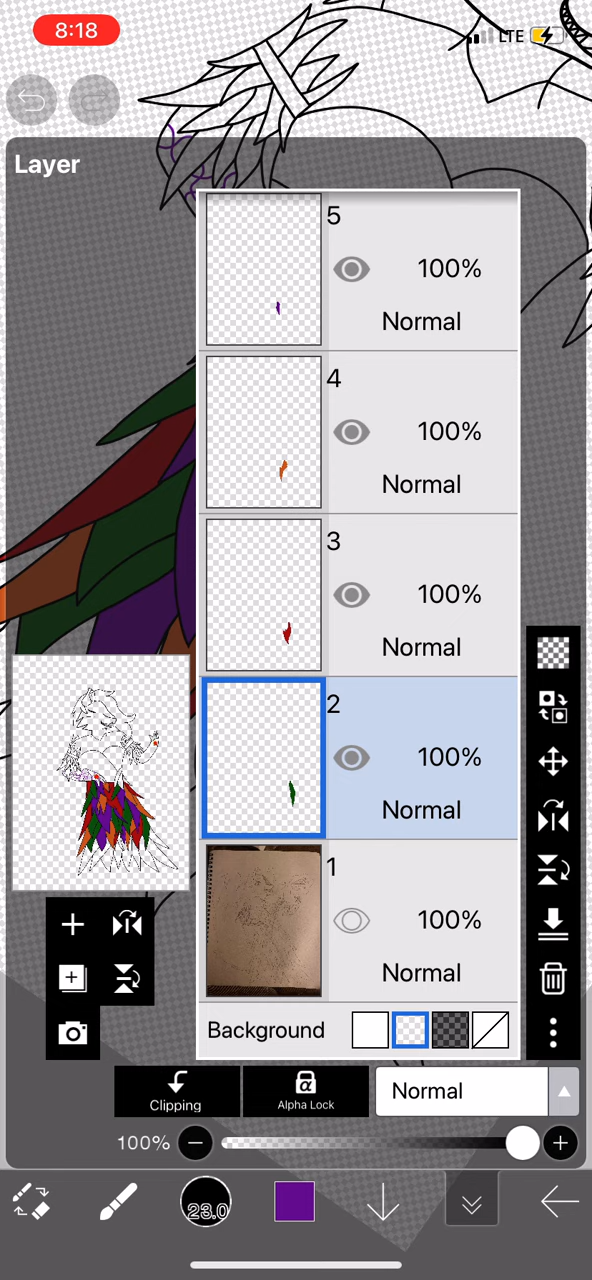 8:18
LTE
Layer
5
100%
Normal
4
100%
Normal
3
100%
Normal
2
100%
Normal
1
100%
Normal
Background
Clipping
α
Alpha Lock
Normal
100%
23.0